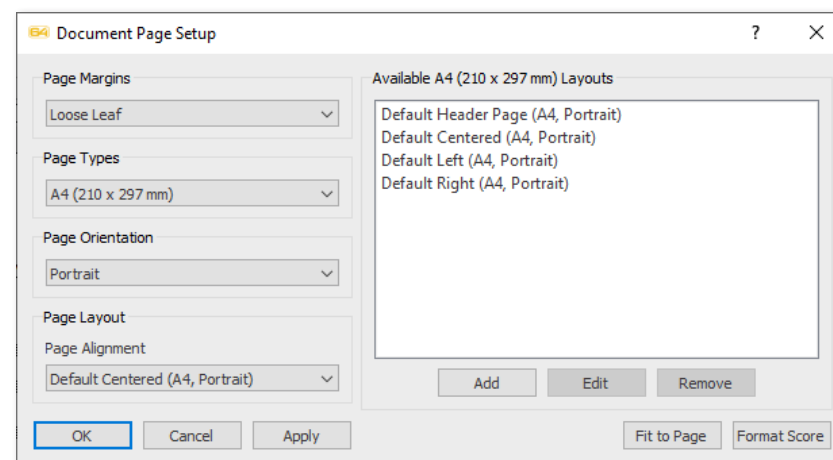 64 Document Page Setup ?
Page Margins
Loose Leaf
Page Types
A4 (210 x 297 mm)
Page Orientation
Portrait
Page Layout
Page Alignment
Default Centered (A4, Portrait)
Available A4 (210 x 297 mm) Layouts
Default Header Page (A4, Portrait)
Default Centered (A4, Portrait)
Default Left (A4, Portrait)
Default Right (A4, Portrait)
Add Edit Remove
OK Cancel Apply Fit to Page Format Score